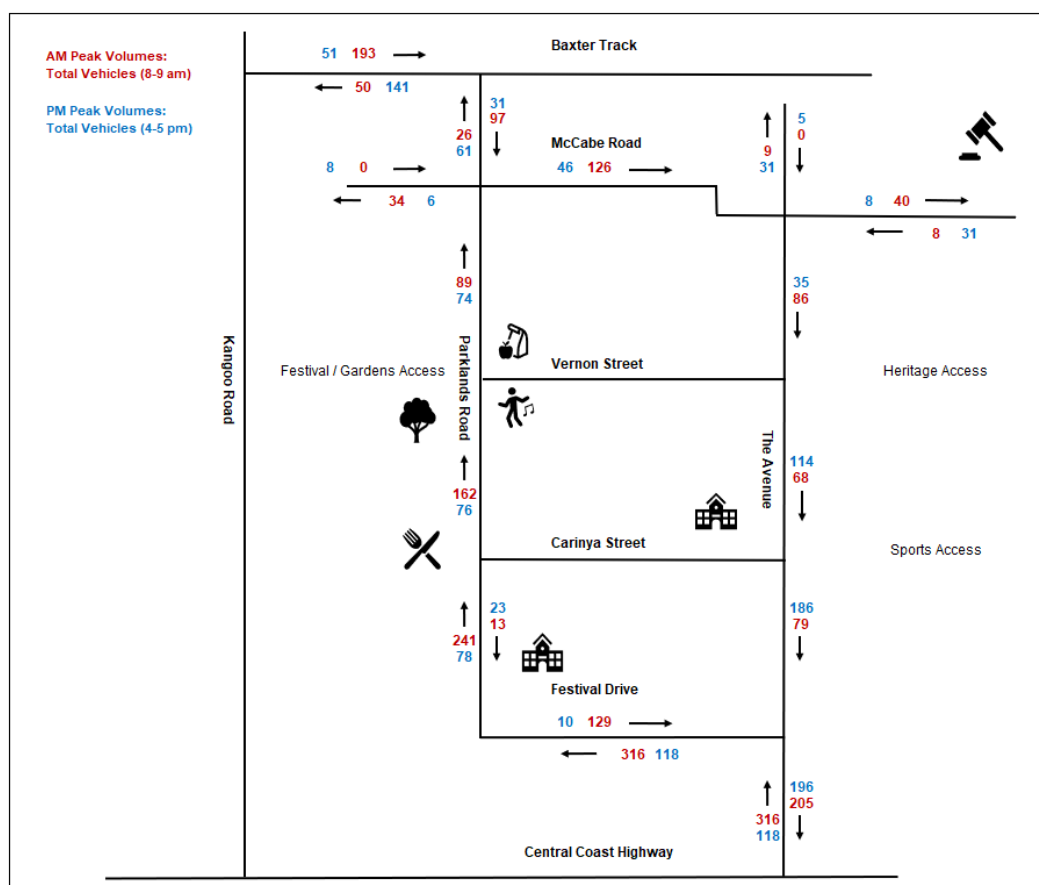 Baxter Track
AM Peak Volumes:
Total Vehicles (8-9 am)
51 193
50 141
PM Peak Volumes:
Total Vehicles (4-5 pm)
31
97
26
61
McCabe Road
5
0
9
31
8 0
46 126
34 6
8 40
8 31
89
74
35
86
Kangoo Road
Parklands Road
Vernon Street
Festival / Gardens Access
Heritage Access
The Avenue
114
68
162
76
Carinya Street
Sports Access
23
13
241
78
186
79
Festival Drive
10 129
316 118
196
205
316
118
Central Coast Highway